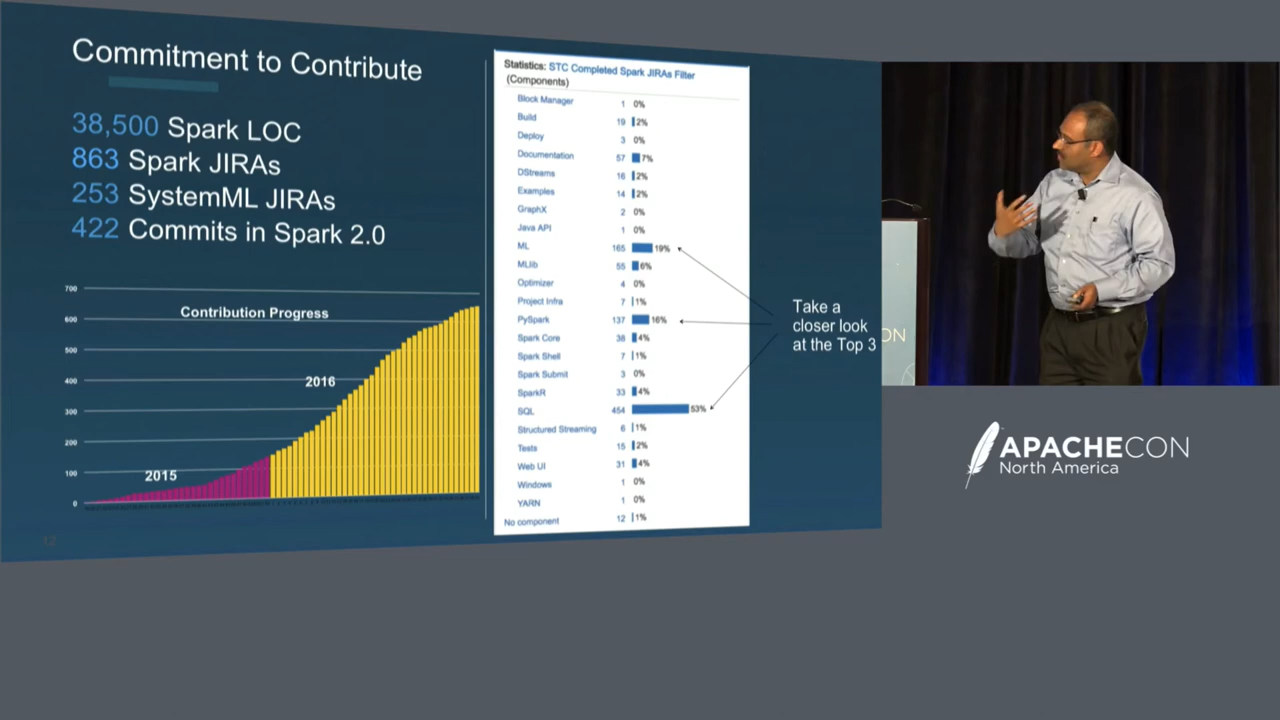 Commitment to Contribute
38,500 Spark LOC
863 Spark JIRAs
253 SystemML JIRAs
422 Commits in Spark 2.0
700
600
500
400
300
200
100
0
Contribution Progress
2016
2015
12
Statistics: STC Completed Spark JIRAs Filter
(Components)
Block Manager 1 0%
Build 19 2%
Deploy 3 0%
Documentation 57 7%
DStreams 16 2%
Examples 14 2%
GraphX 2 0%
Java API 1 0%
ML 165 19%
MLlib 55 6%
Optimizer 4 0%
Project Infra 7 1%
PySpark 137 16%
Spark Core 38 4%
Spark Shell 7 1%
Spark Submit 3 0%
SparkR 33 4%
SQL 454 53%
Structured Streaming 6 1%
Tests 15 2%
Web UI 31 4%
Windows 1 0%
YARN 1 0%
No component 12 1%
Take a
closer look
at the Top 3
ON
APACHECON
North America